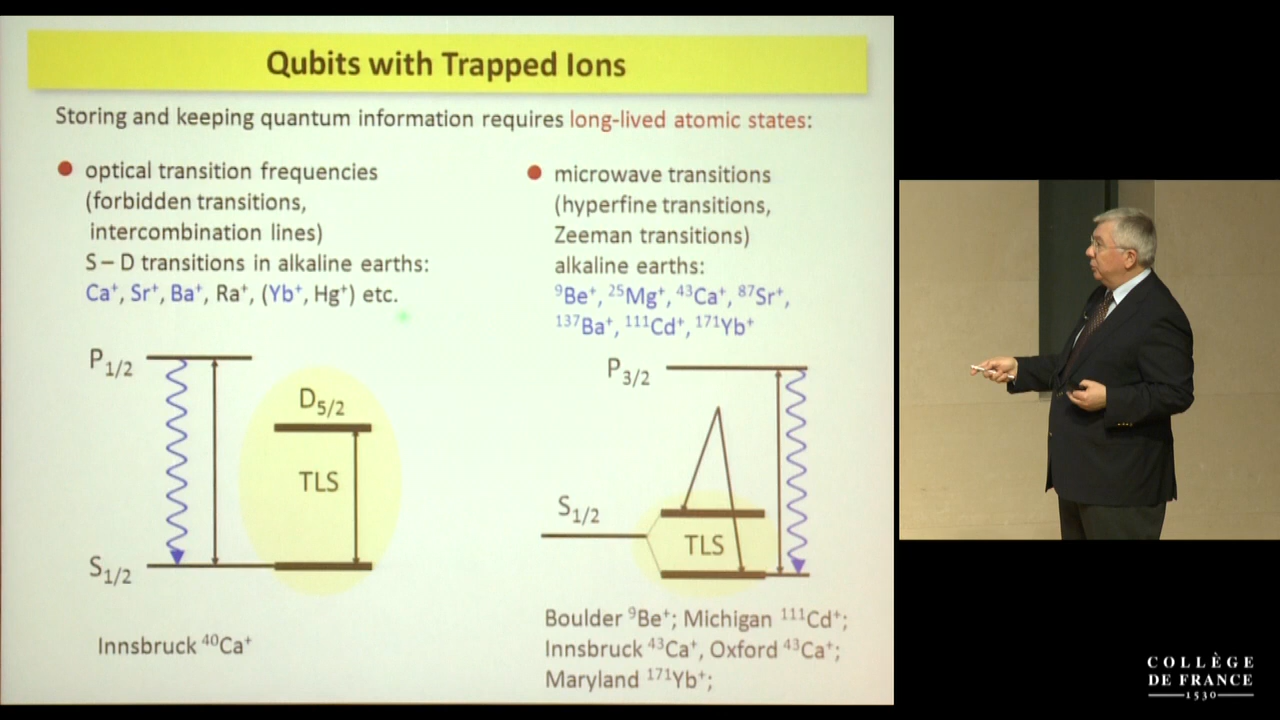 Qubits with Trapped Ions
Storing and keeping quantum information requires long-lived atomic states:
● optical transition frequencies
(forbidden transitions,
intercombination lines)
S – D transitions in alkaline earths:
Ca⁺, Sr⁺, Ba⁺, Ra⁺, (Yb⁺, Hg⁺) etc.
P1/2
D5/2
TLS
S1/2
Innsbruck ⁴⁰Ca⁺
● microwave transitions
(hyperfine transitions,
Zeeman transitions)
alkaline earths:
⁹Be⁺, ²⁵Mg⁺, ⁴³Ca⁺, ⁸⁷Sr⁺,
¹³⁷Ba⁺, ¹¹¹Cd⁺, ¹⁷¹Yb⁺
P3/2
S1/2
TLS
Boulder ⁹Be⁺; Michigan ¹¹¹Cd⁺;
Innsbruck ⁴³Ca⁺, Oxford ⁴³Ca⁺;
Maryland ¹⁷¹Yb⁺;
COLLÈGE
DE FRANCE
1530